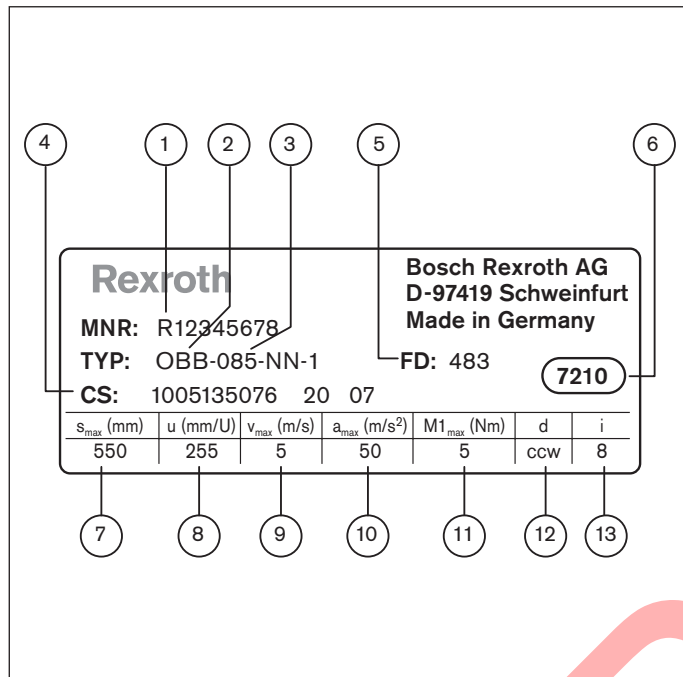 4 1 2 3 5 6
Rexroth
Bosch Rexroth AG
D-97419 Schweinfurt
Made in Germany
MNR: R12345678
TYP: OBB-085-NN-1
FD: 483
7210
CS: 1005135076 20 07
smax (mm) u (mm/U) vmax (m/s) amax (m/s²) M1max (Nm) d i
550 255 5 50 5 ccw 8
7 8 9 10 11 12 13